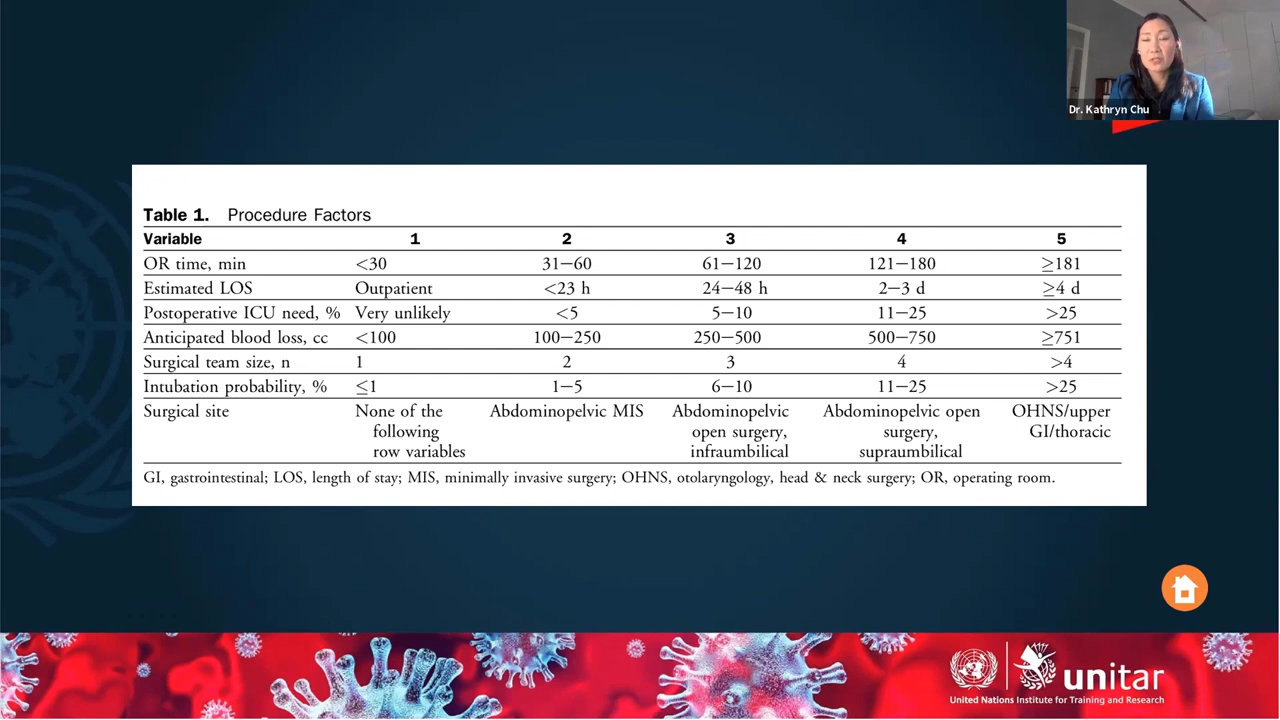 Dr. Kathryn Chu
Table 1. Procedure Factors
Variable 1 2 3 4 5
OR time, min <30 31–60 61–120 121–180 ≥181
Estimated LOS Outpatient <23 h 24–48 h 2–3 d ≥4 d
Postoperative ICU need, % Very unlikely <5 5–10 11–25 >25
Anticipated blood loss, cc <100 100–250 250–500 500–750 ≥751
Surgical team size, n 1 2 3 4 >4
Intubation probability, % ≤1 1–5 6–10 11–25 >25
Surgical site None of the Abdominopelvic MIS Abdominopelvic Abdominopelvic open OHNS/upper
following open surgery, surgery, GI/thoracic
row variables infraumbilical supraumbilical
GI, gastrointestinal; LOS, length of stay; MIS, minimally invasive surgery; OHNS, otolaryngology, head & neck surgery; OR, operating room.
unitar
United Nations Institute for Training and Research